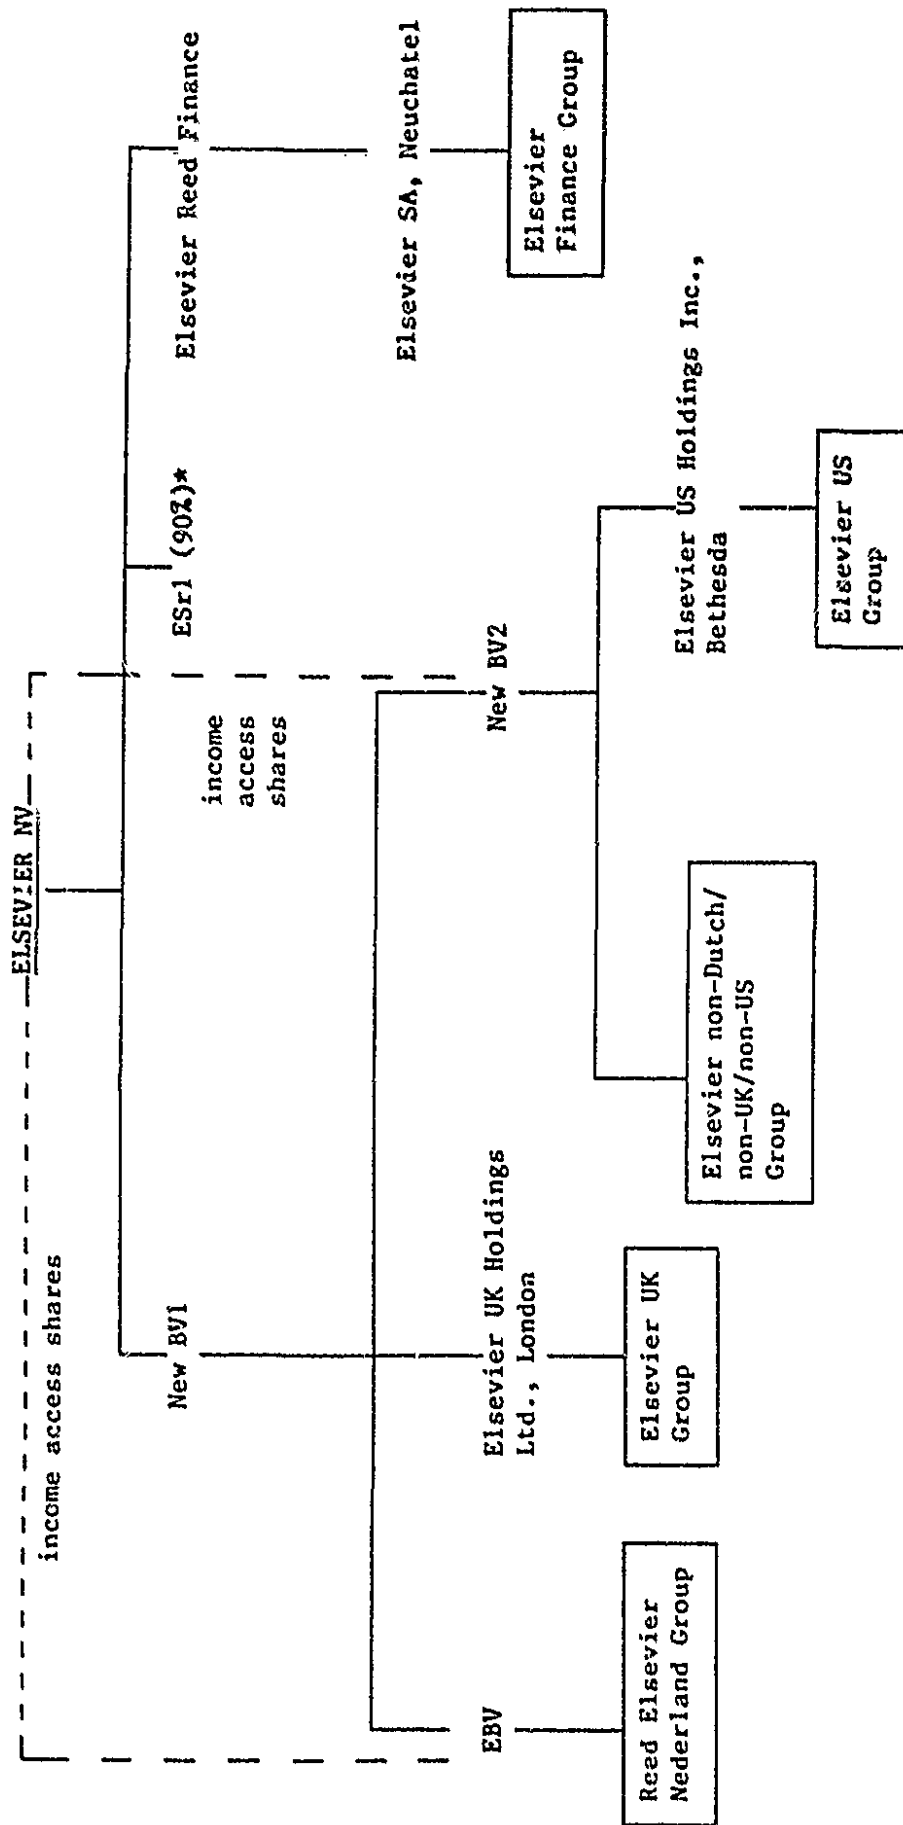 ELSEVIER NV
income access shares
income
access
shares
New BV1
ESrl (90%)*
Elsevier Reed Finance
Elsevier SA, Neuchatel
Elsevier
Finance Group
EBV
Elsevier UK Holdings
Ltd., London
New BV2
Reed Elsevier
Nederland Group
Elsevier UK
Group
Elsevier non-Dutch/
non-UK/non-US
Group
Elsevier US Holdings Inc.,
Bethesda
Elsevier US
Group